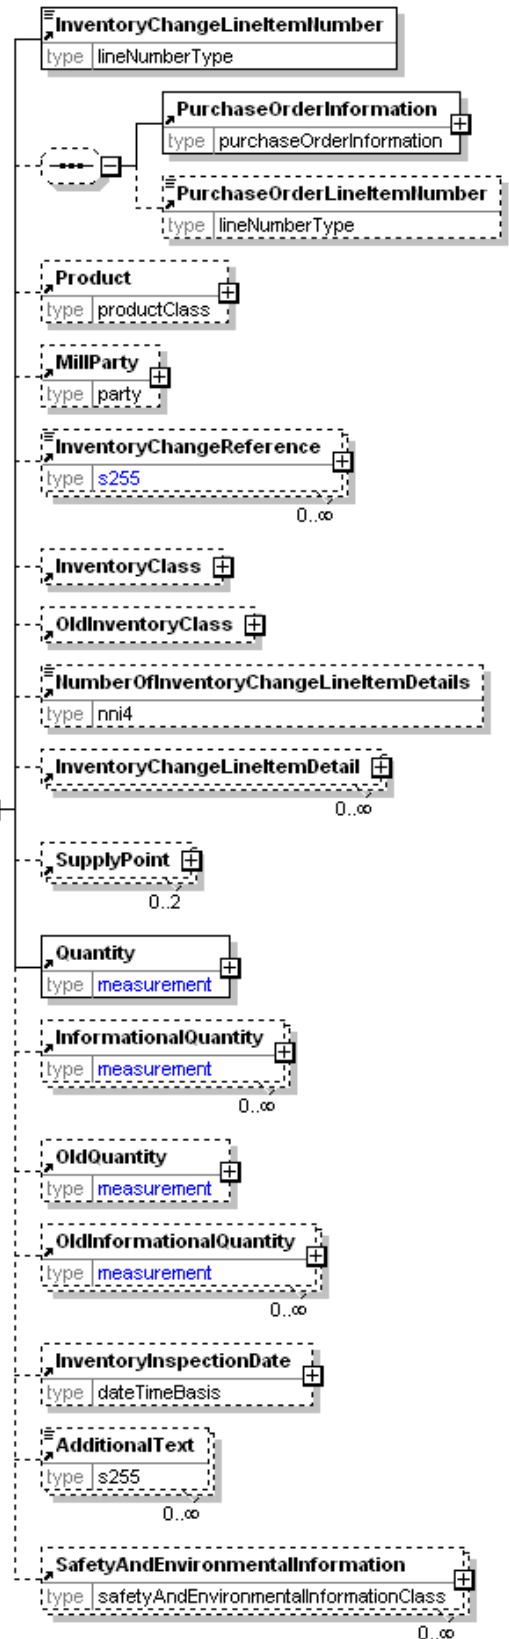 InventoryChangeLineItemNumber
type lineNumberType
PurchaseOrderInformation
type purchaseOrderInformation
PurchaseOrderLineItemNumber
type lineNumberType
Product
type productClass
MillParty
type party
InventoryChangeReference
type s255
0..∞
InventoryClass
OldInventoryClass
NumberOfInventoryChangeLineItemDetails
type nni4
InventoryChangeLineItemDetail
0..∞
SupplyPoint
0..2
Quantity
type measurement
InformationalQuantity
type measurement
0..∞
OldQuantity
type measurement
OldInformationalQuantity
type measurement
0..∞
InventoryInspectionDate
type dateTimeBasis
AdditionalText
type s255
0..∞
SafetyAndEnvironmentalInformation
type safetyAndEnvironmentalInformationClass
0..∞